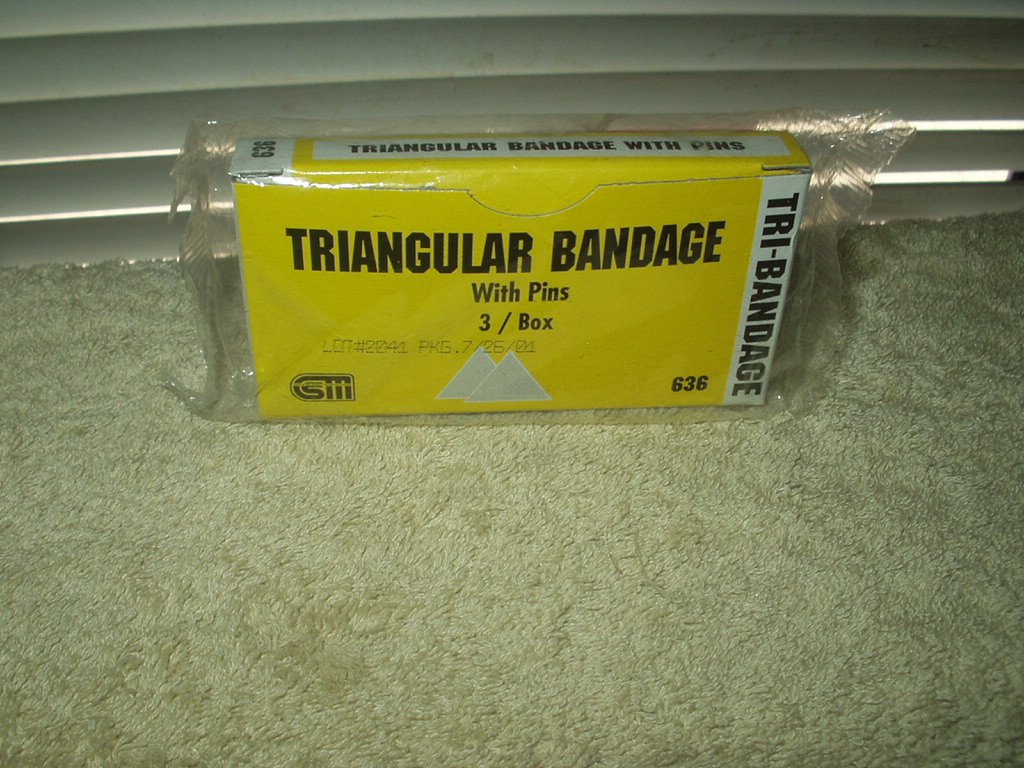 636
TRIANGULAR BANDAGE WITH PINS
TRIANGULAR BANDAGE
With Pins
3 / Box
LOT#2041 PKG.7/26/01
636
TRI-BANDAGE